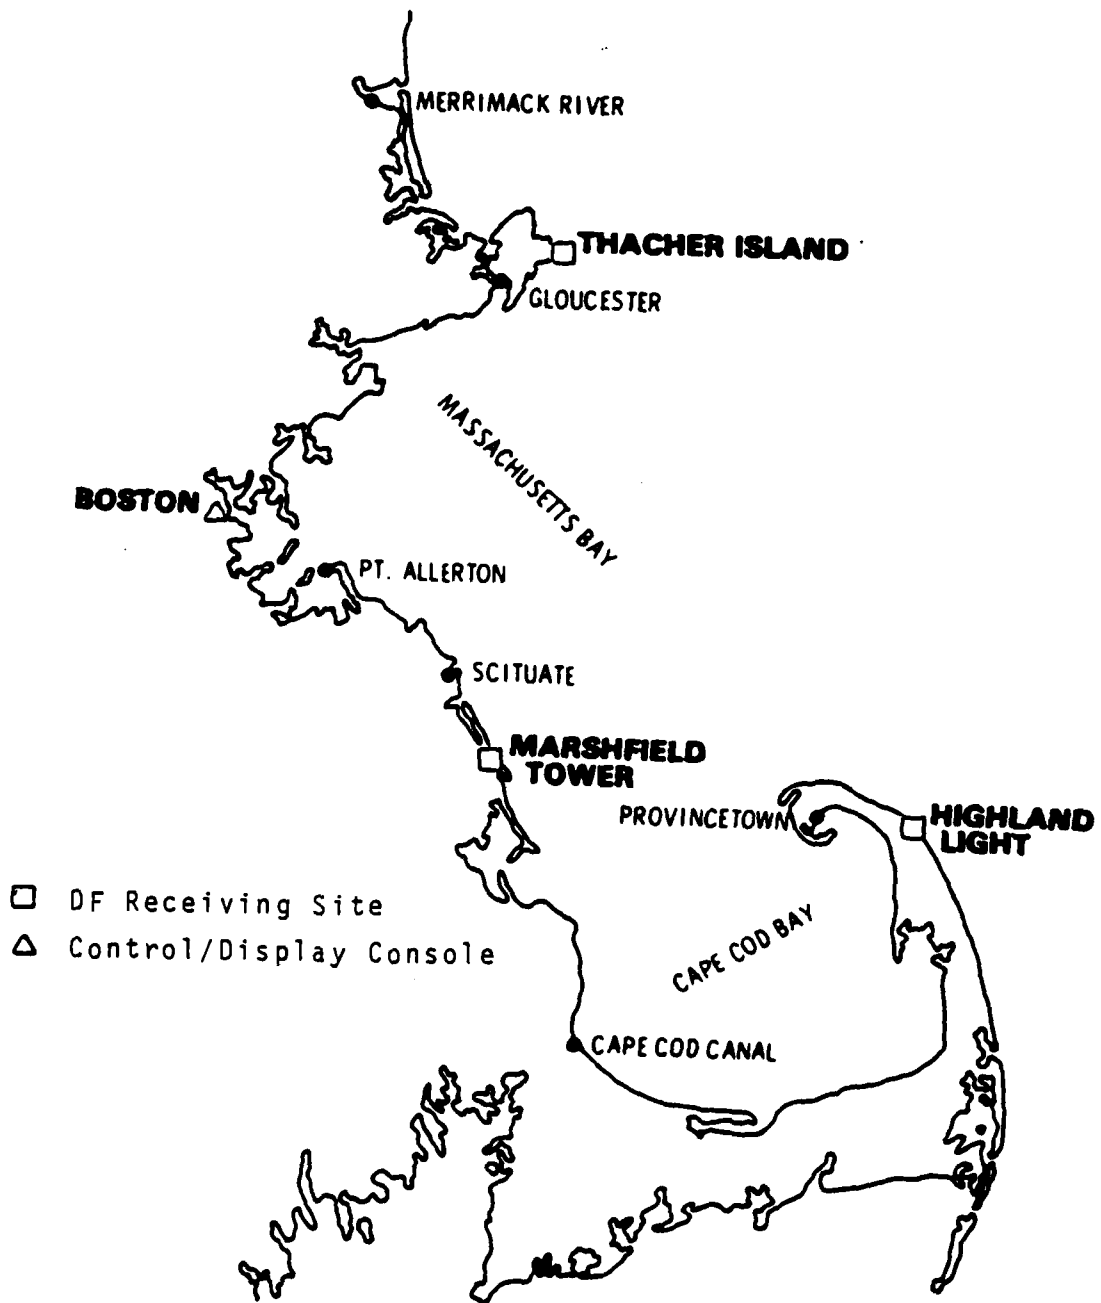 MERRIMACK RIVER
THACHER ISLAND
GLOUCESTER
MASSACHUSETTS BAY
BOSTON
PT. ALLERTON
SCITUATE
MARSHFIELD
TOWER
PROVINCETOWN
HIGHLAND
LIGHT
DF Receiving Site
Control/Display Console
CAPE COD BAY
CAPE COD CANAL